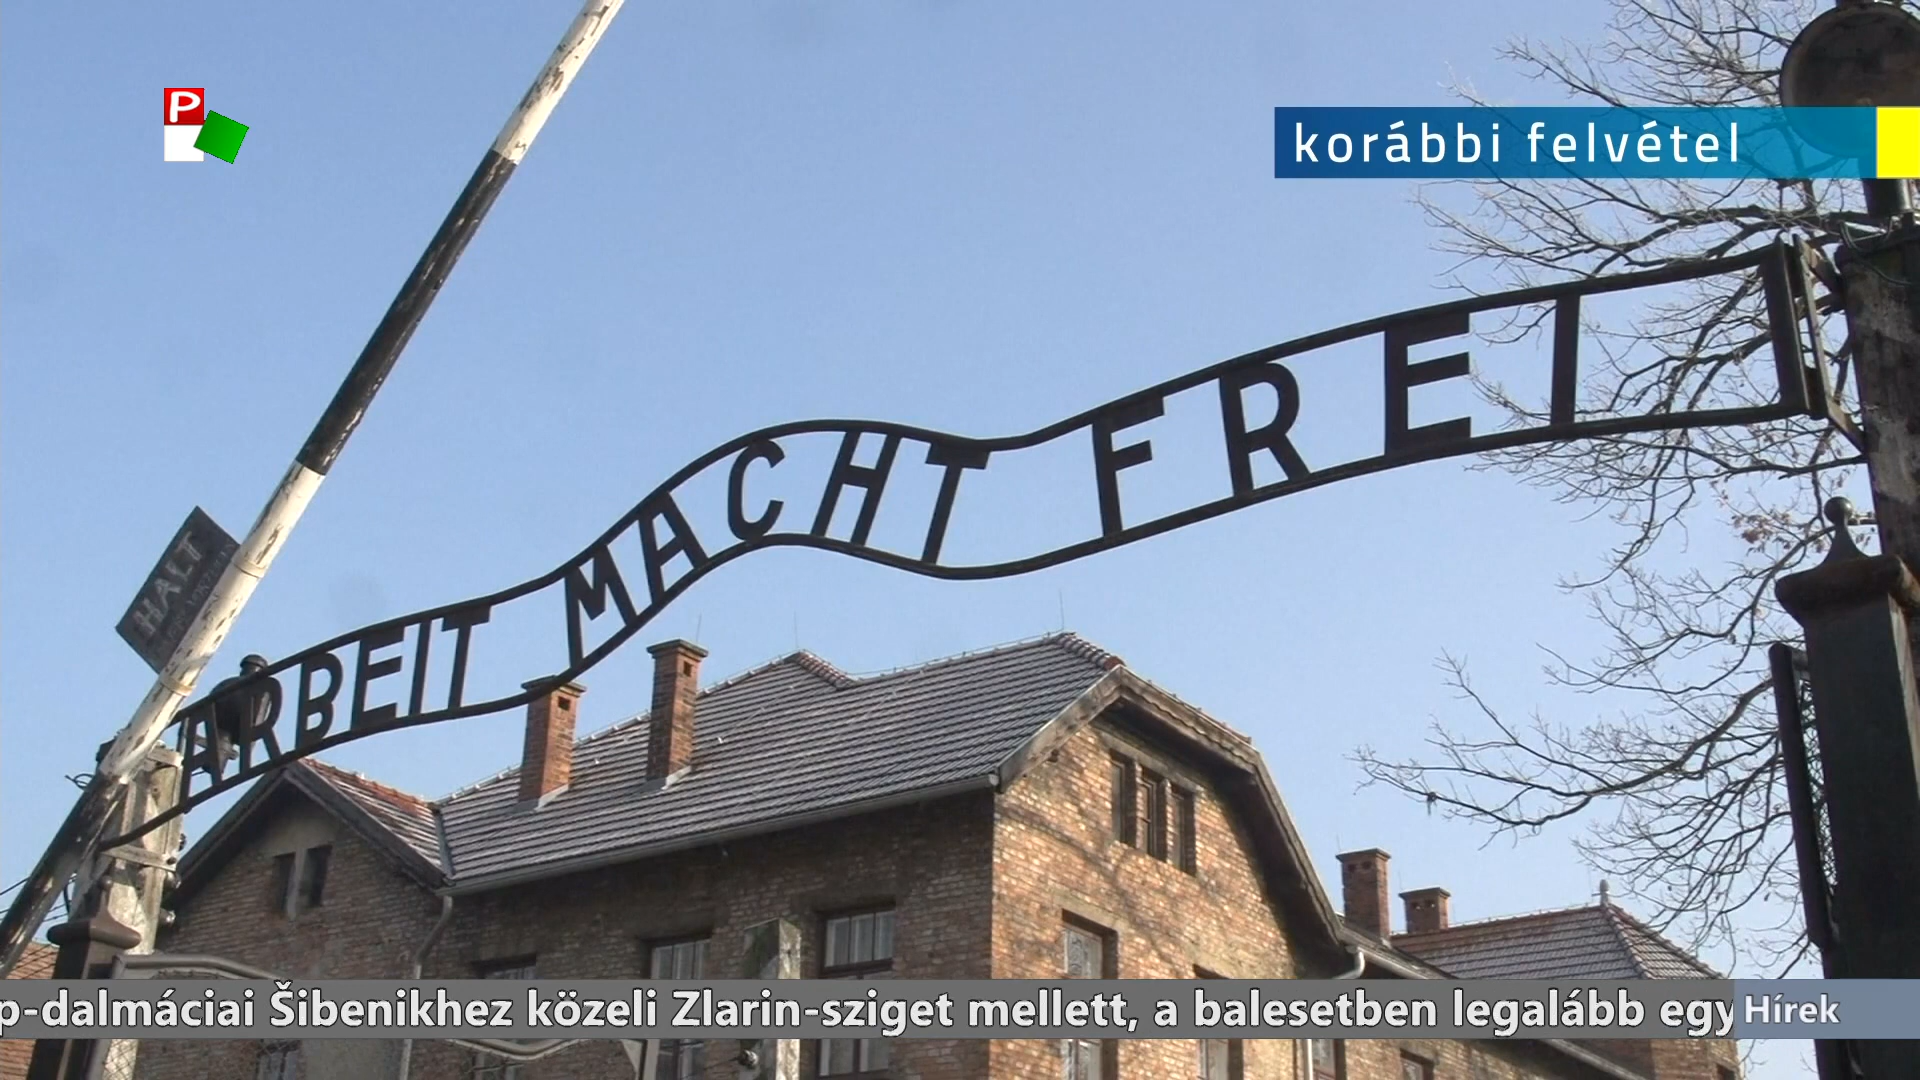 P
korábbi felvétel
HALT
ARBEIT MACHT FREI
p-dalmáciai Šibenikhez közeli Zlarin-sziget mellett, a balesetben legalább egy
Hírek